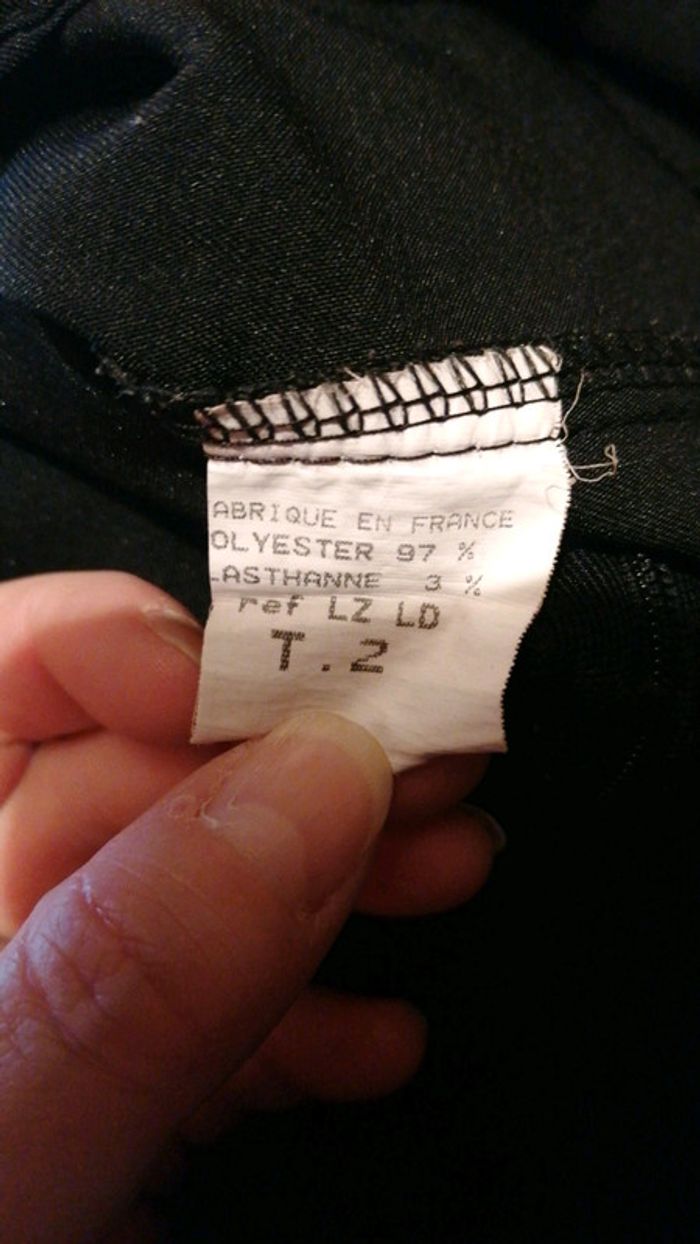 ABRIQUE EN FRANCE
OLYESTER 97 %
LASTHANNE 3 %
ref LZ LD
T.2